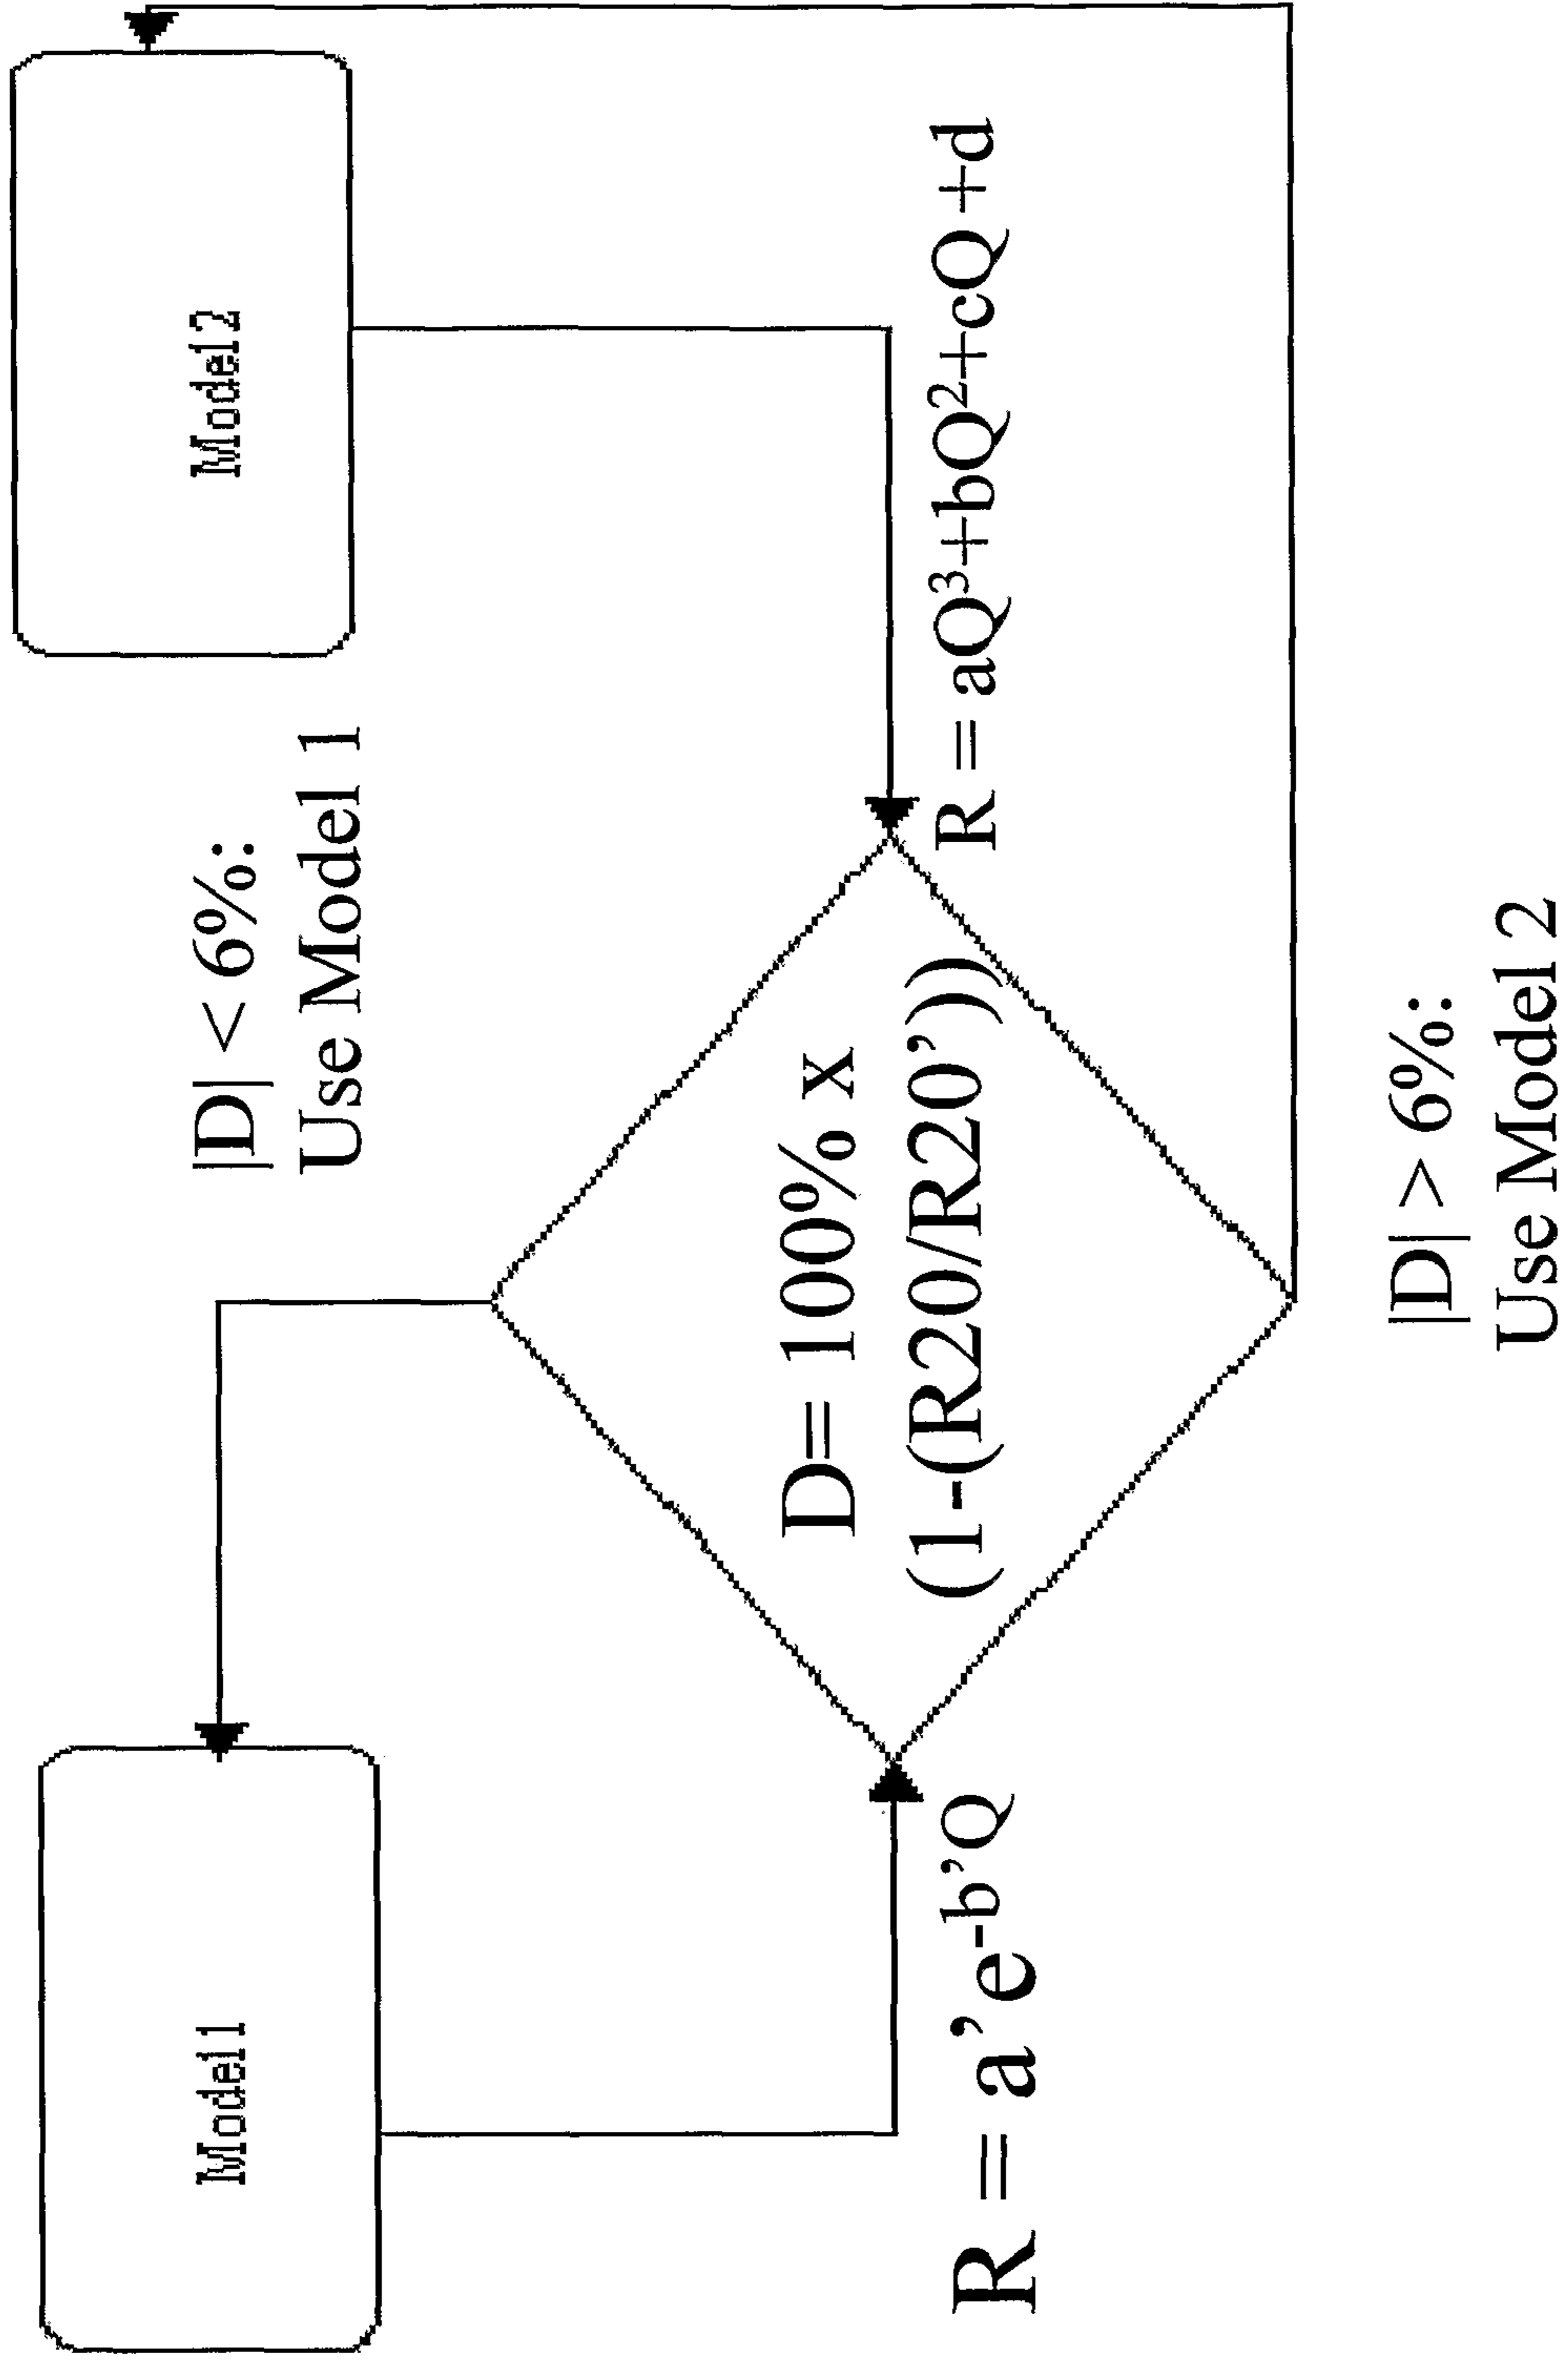 Model1
Model2
|D| < 6%:
Use Model 1
D= 100% x
(1-(R20/R20’))
R = a’e-b’Q
R = aQ³+bQ²+cQ+d
|D| > 6%:
Use Model 2